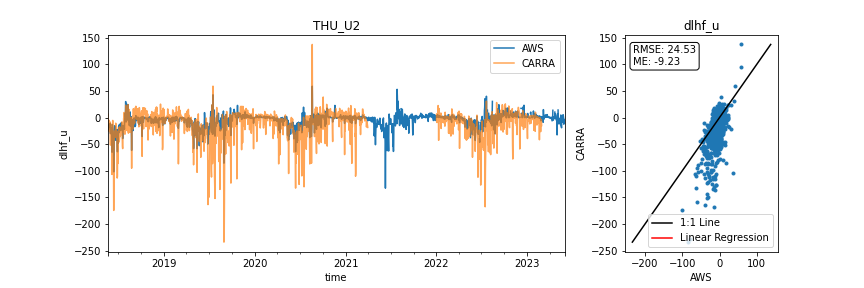 THU_U2
dlhf_u
150
100
50
0
−50
−100
−150
−200
−250
dlhf_u
AWS
CARRA
2019
2020
2021
2022
2023
time
150
100
50
0
−50
−100
−150
−200
−250
CARRA
RMSE: 24.53
ME: -9.23
1:1 Line
Linear Regression
−200
−100
0
100
AWS